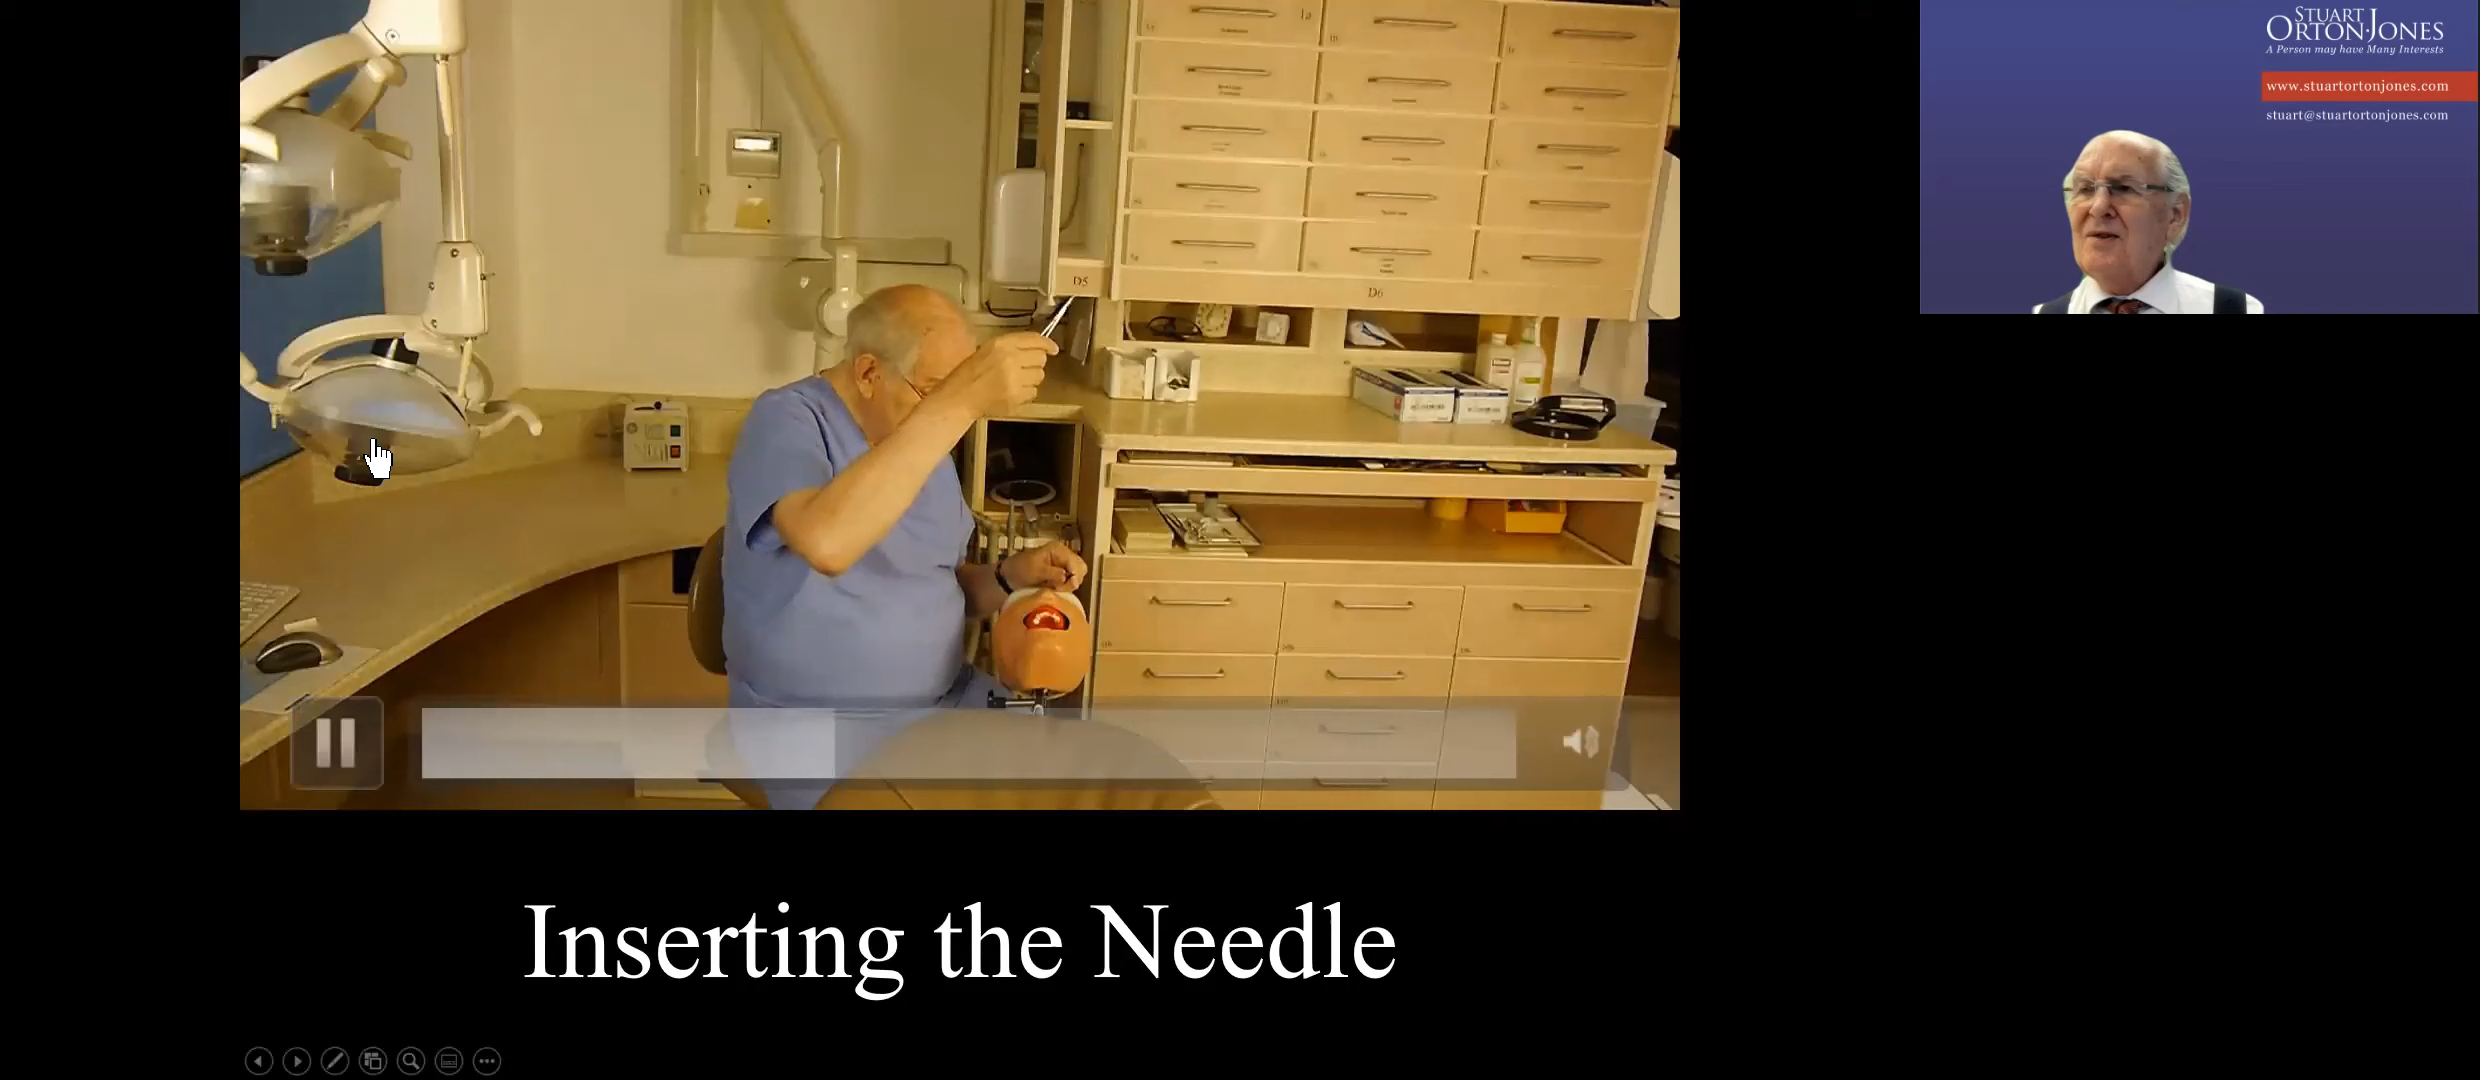 STUART
ORTON-JONES
A Person may have Many Interests
www.stuartortonjones.com
stuart@stuartortonjones.com
D5
D6
Inserting the Needle